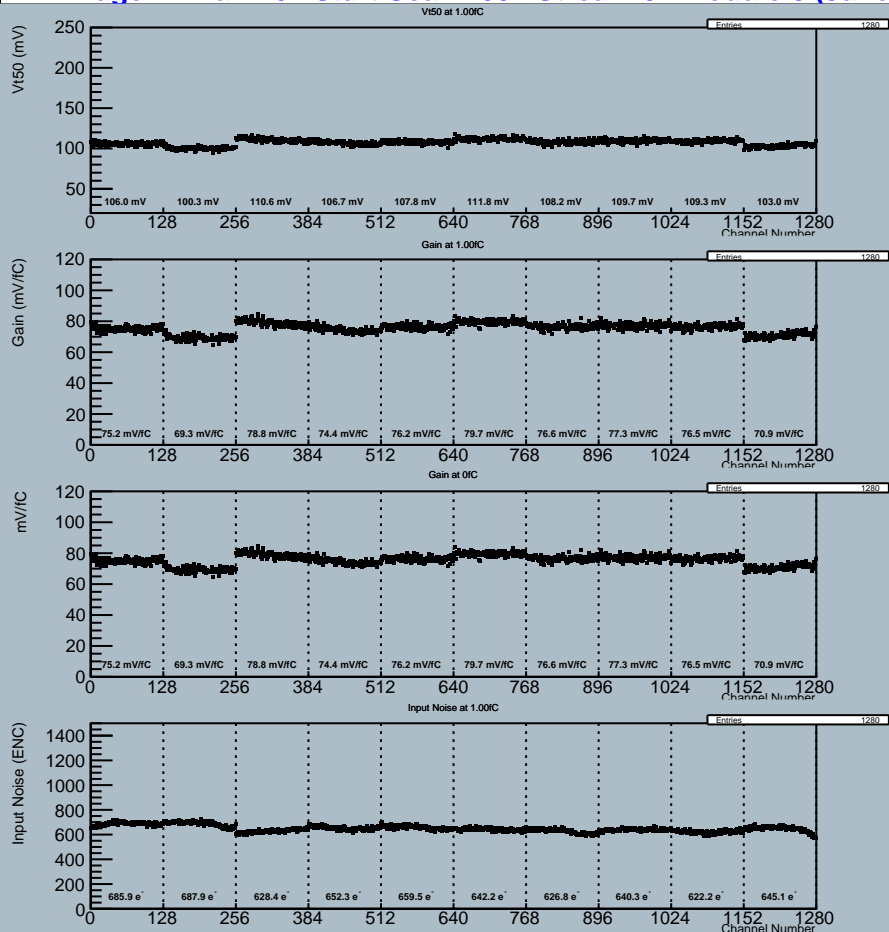 Vt50 at 1.00fC
Entries 1280
Vt50 (mV)
250
200
150
100
50
106.0 mV 100.3 mV 110.6 mV 106.7 mV 107.8 mV 111.8 mV 108.2 mV 109.7 mV 109.3 mV 103.0 mV
0 128 256 384 512 640 768 896 1024 1152 1280
Channel Number
Gain at 1.00fC
Entries 1280
Gain (mV/fC)
120
100
80
60
40
20
0
75.2 mV/fC 69.3 mV/fC 78.8 mV/fC 74.4 mV/fC 76.2 mV/fC 79.7 mV/fC 76.6 mV/fC 77.3 mV/fC 76.5 mV/fC 70.9 mV/fC
0 128 256 384 512 640 768 896 1024 1152 1280
Channel Number
Gain at 0fC
Entries 1280
mV/fC
120
100
80
60
40
20
0
75.2 mV/fC 69.3 mV/fC 78.8 mV/fC 74.4 mV/fC 76.2 mV/fC 79.7 mV/fC 76.6 mV/fC 77.3 mV/fC 76.5 mV/fC 70.9 mV/fC
0 128 256 384 512 640 768 896 1024 1152 1280
Channel Number
Input Noise at 1.00fC
Entries 1280
Input Noise (ENC)
1400
1200
1000
800
600
400
200
0
685.9 e⁻ 687.9 e⁻ 628.4 e⁻ 652.3 e⁻ 659.5 e⁻ 642.2 e⁻ 626.8 e⁻ 640.3 e⁻ 622.2 e⁻ 645.1 e⁻
0 128 256 384 512 640 768 896 1024 1152 1280
Channel Number